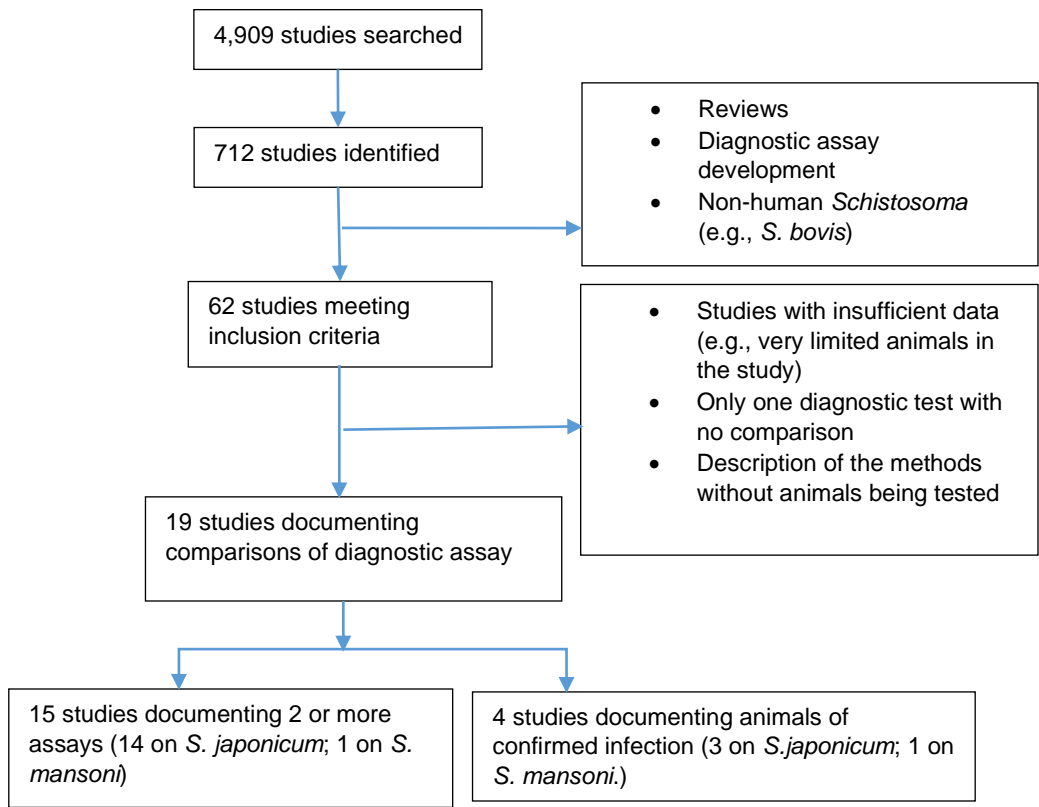 4,909 studies searched
712 studies identified
• Reviews
• Diagnostic assay
development
• Non-human Schistosoma
(e.g., S. bovis)
62 studies meeting
inclusion criteria
• Studies with insufficient data
(e.g., very limited animals in
the study)
• Only one diagnostic test with
no comparison
• Description of the methods
without animals being tested
19 studies documenting
comparisons of diagnostic assay
15 studies documenting 2 or more
assays (14 on S. japonicum; 1 on S.
mansoni)
4 studies documenting animals of
confirmed infection (3 on S.japonicum; 1 on
S. mansoni.)